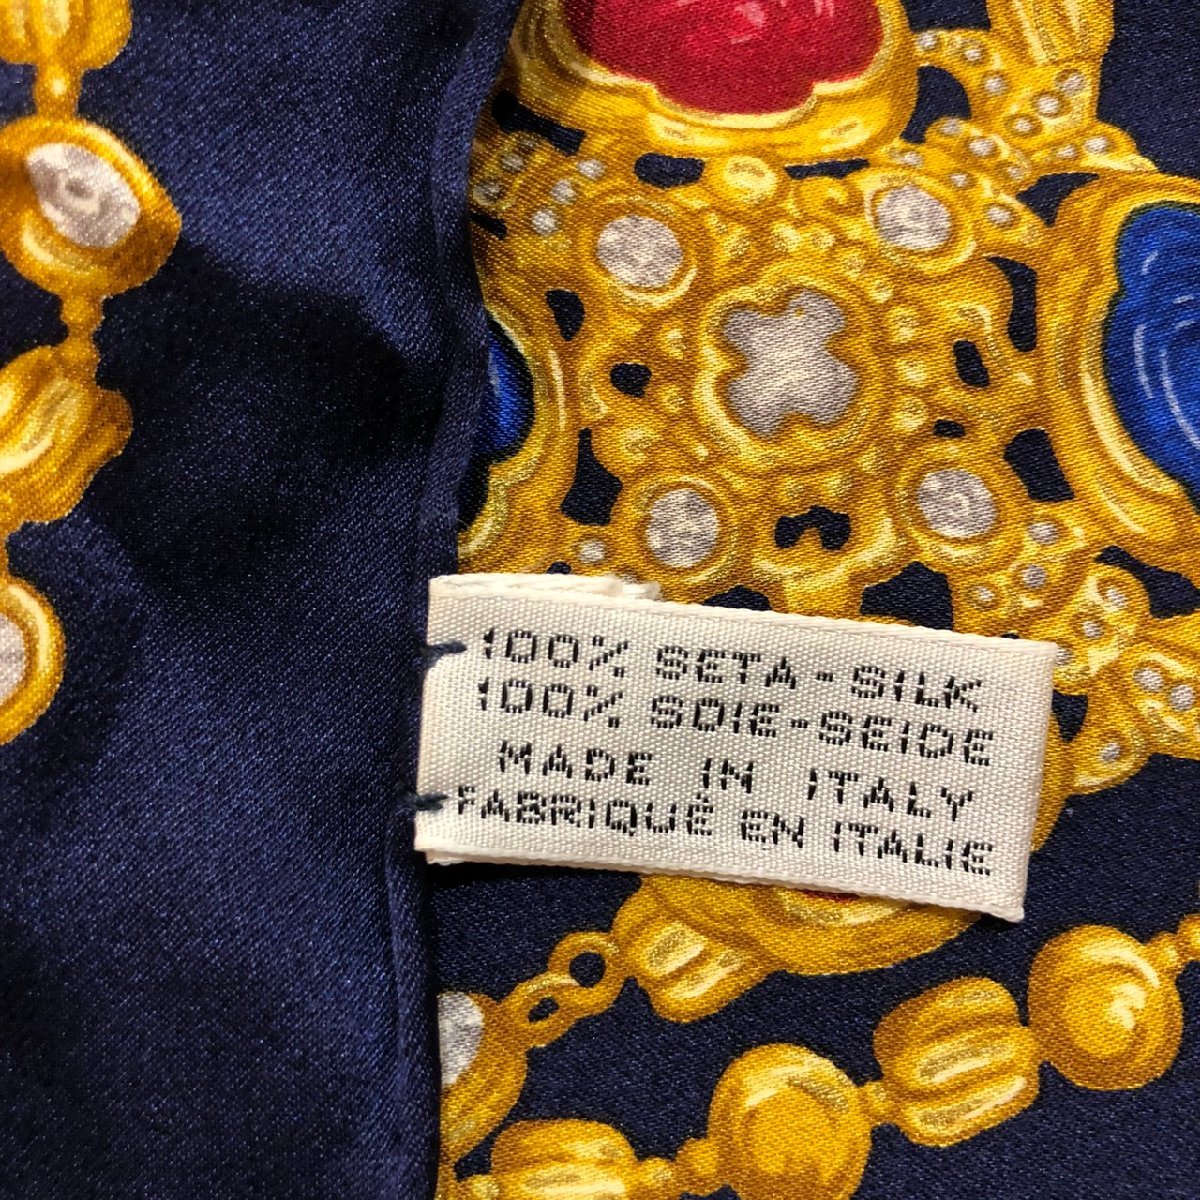 100% SETA - SILK
100% SOIE-SEIDE
MADE IN ITALY
FABRIQUÉ EN ITALIE